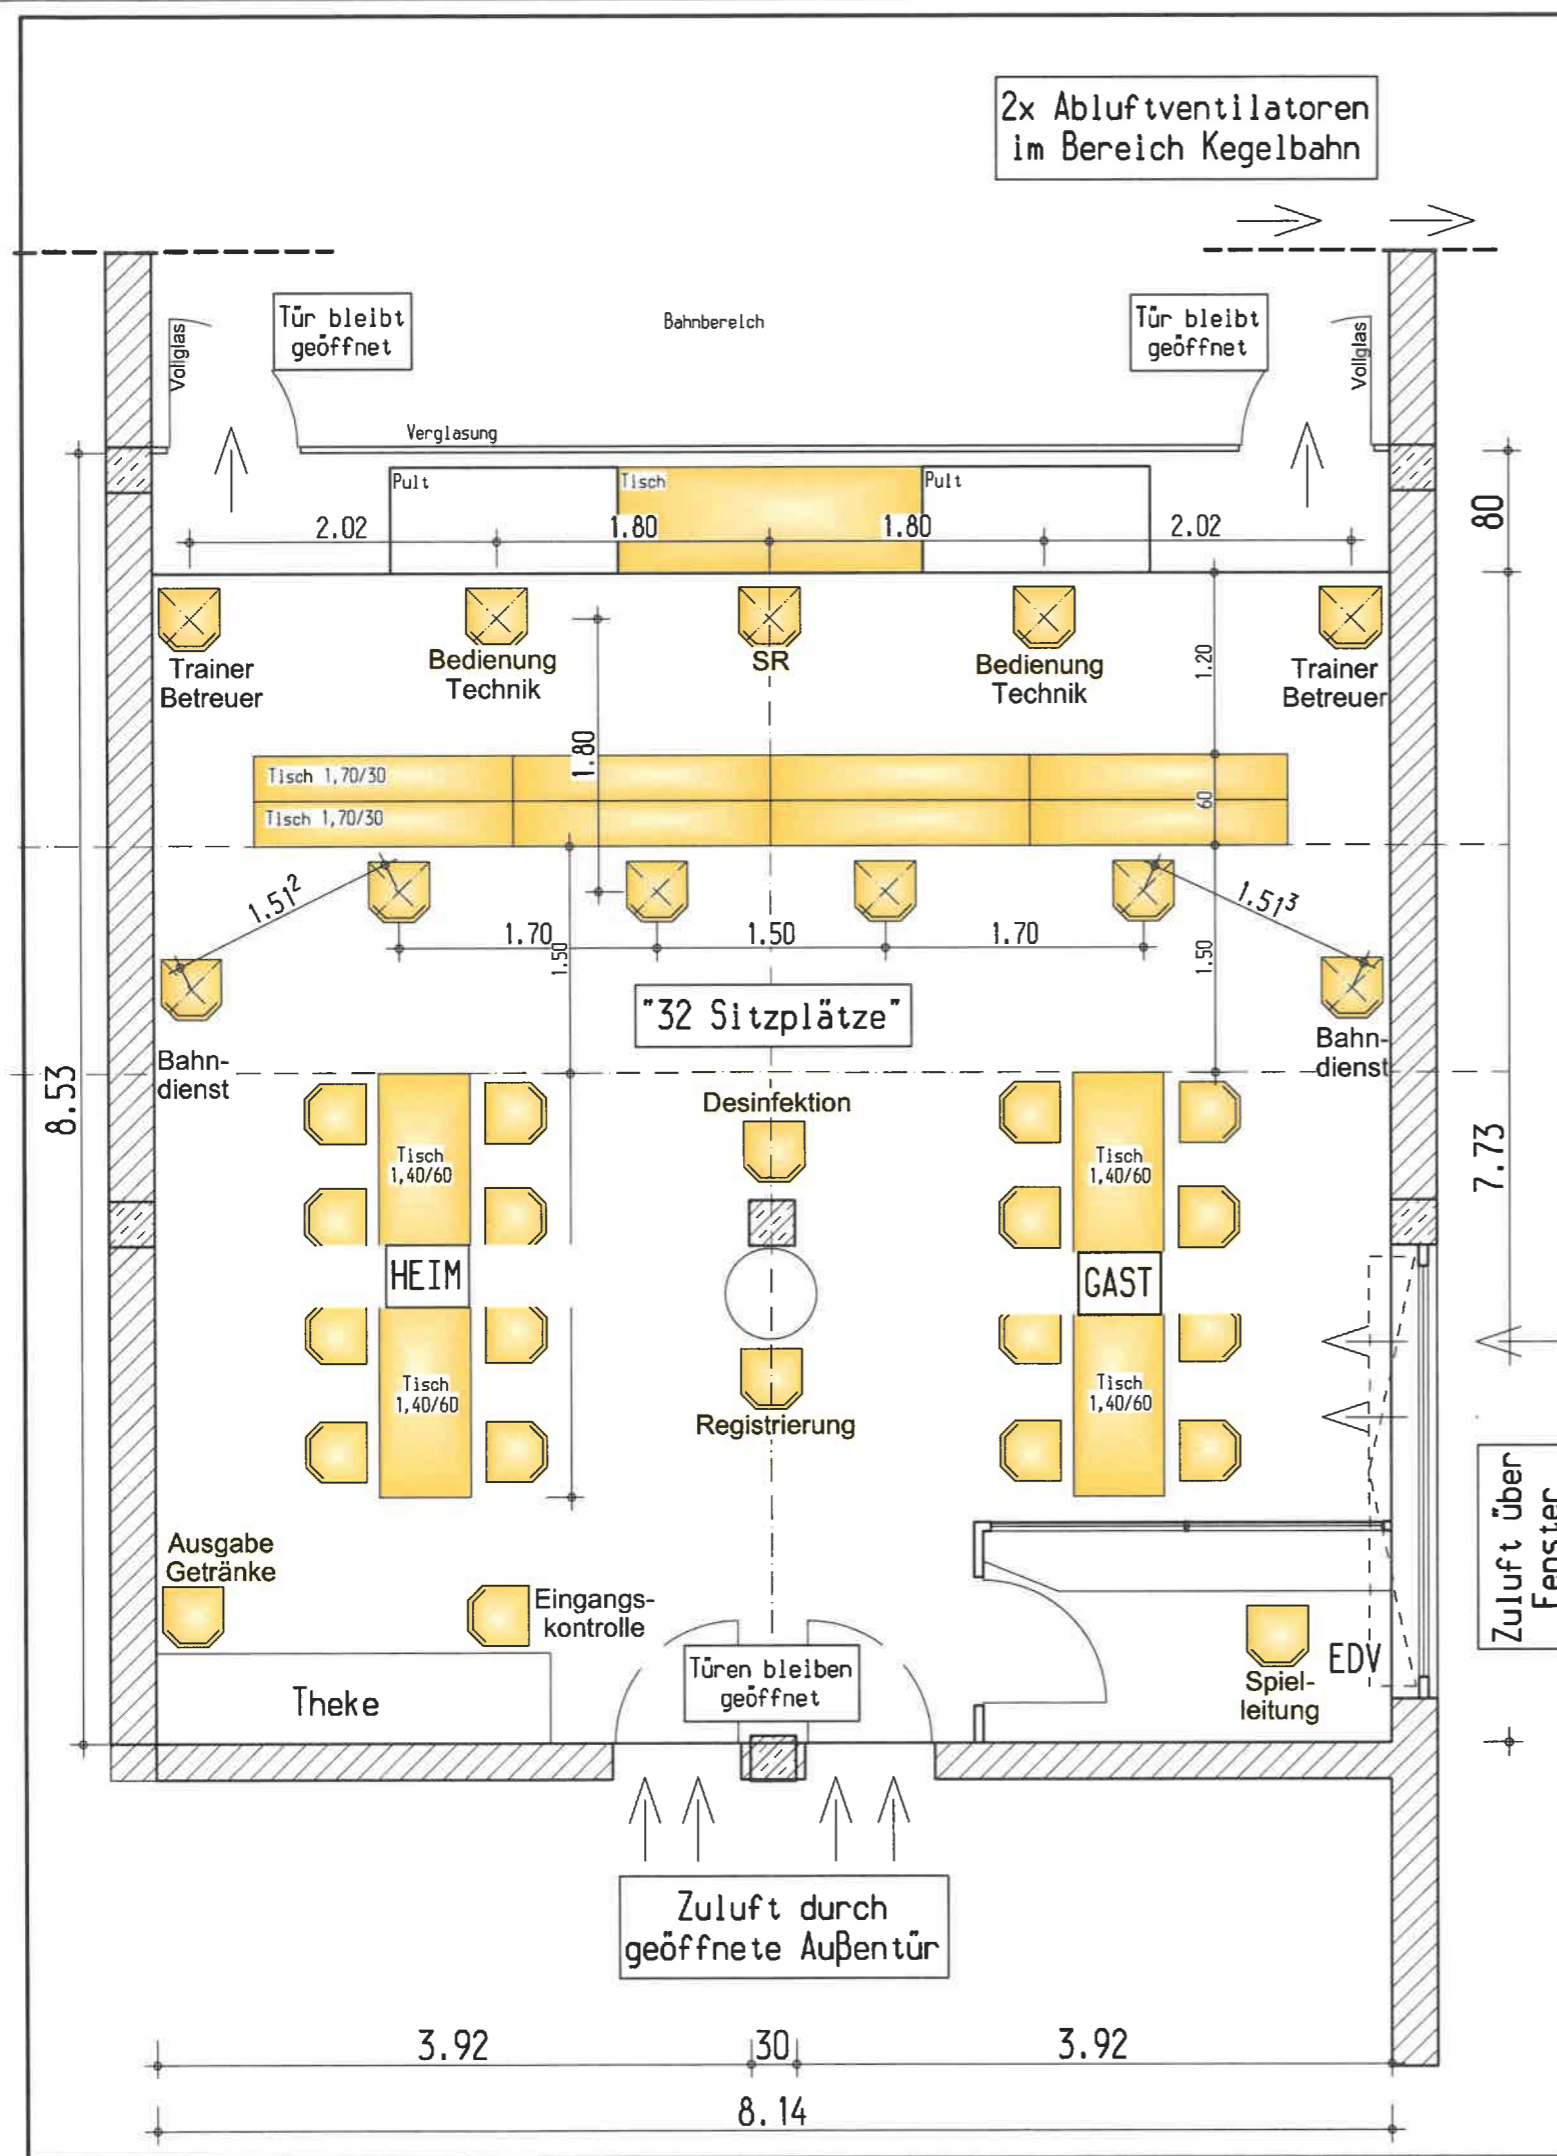 2x Abluftventilatoren
im Bereich Kegelbahn
Vollglas
Tür bleibt
geöffnet
Bahnbereich
Tür bleibt
geöffnet
Vollglas
Verglasung
Pult
Tisch
Pult
2.02
1.80
1.80
2.02
80
Trainer
Betreuer
Bedienung
Technik
SR
Bedienung
Technik
Trainer
Betreuer
1.20
1.80
Tisch 1,70/30
Tisch 1,70/30
60
1.51²
1.51³
1.70
1.50
1.70
1.50
1.50
"32 Sitzplätze"
Bahn-
dienst
Bahn-
dienst
8.53
7.73
Desinfektion
Tisch
1,40/60
Tisch
1,40/60
HEIM
GAST
Tisch
1,40/60
Tisch
1,40/60
Registrierung
Zuluft über
Fenster
Ausgabe
Getränke
Eingangs-
kontrolle
Theke
Türen bleiben
geöffnet
EDV
Spiel-
leitung
Zuluft durch
geöffnete Außentür
3.92
30
3.92
8.14